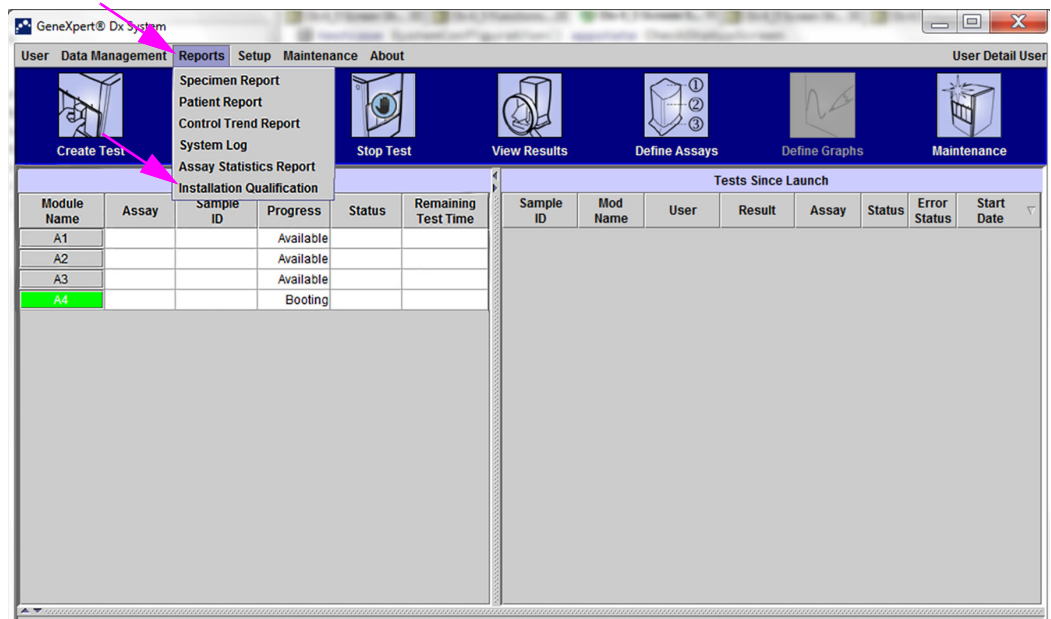 GeneXpert® Dx System
User Data Management Reports Setup Maintenance About User Detail User
Specimen Report
Patient Report
Control Trend Report
System Log
Assay Statistics Report
Installation Qualification
Create Test Stop Test View Results Define Assays Define Graphs Maintenance
Tests Since Launch
Module Name Assay Sample ID Progress Status Remaining Test Time
A1 Available
A2 Available
A3 Available
A4 Booting
Sample ID Mod Name User Result Assay Status Error Status Start Date